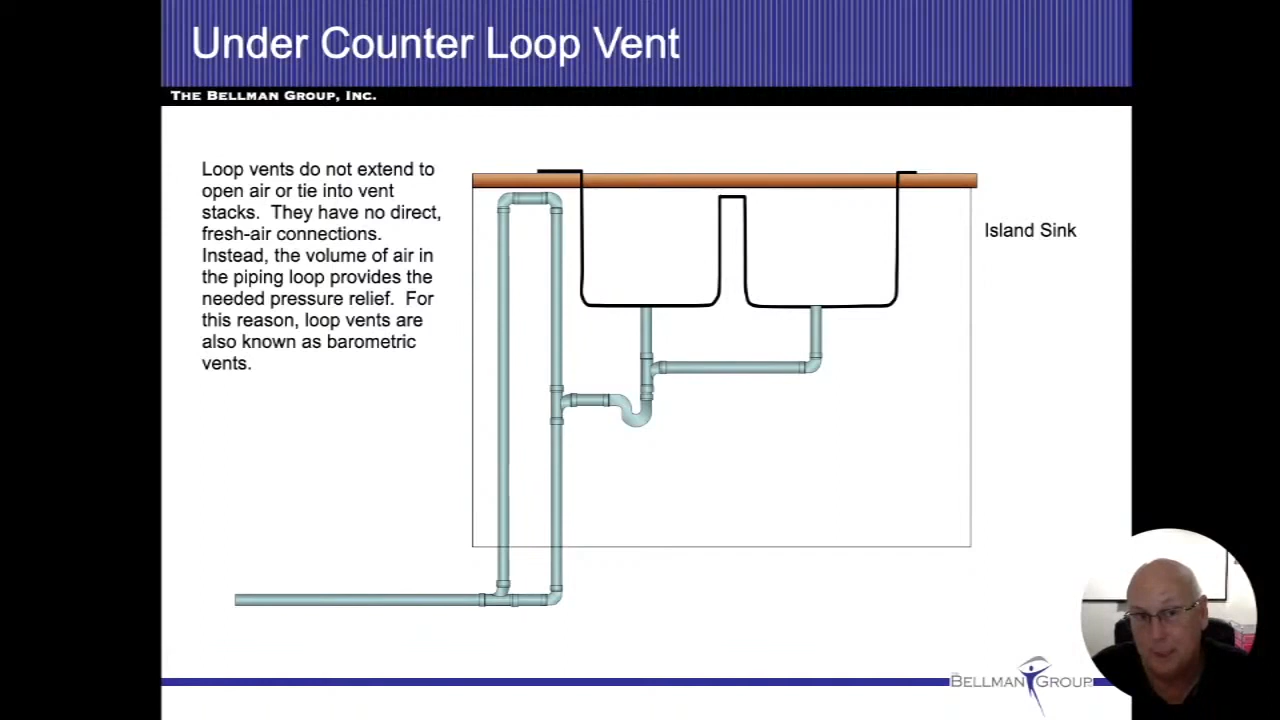 Under Counter Loop Vent
THE BELLMAN GROUP, INC.
Loop vents do not extend to
open air or tie into vent
stacks. They have no direct,
fresh-air connections.
Instead, the volume of air in
the piping loop provides the
needed pressure relief. For
this reason, loop vents are
also known as barometric
vents.
Island Sink
BELLMAN GROUP